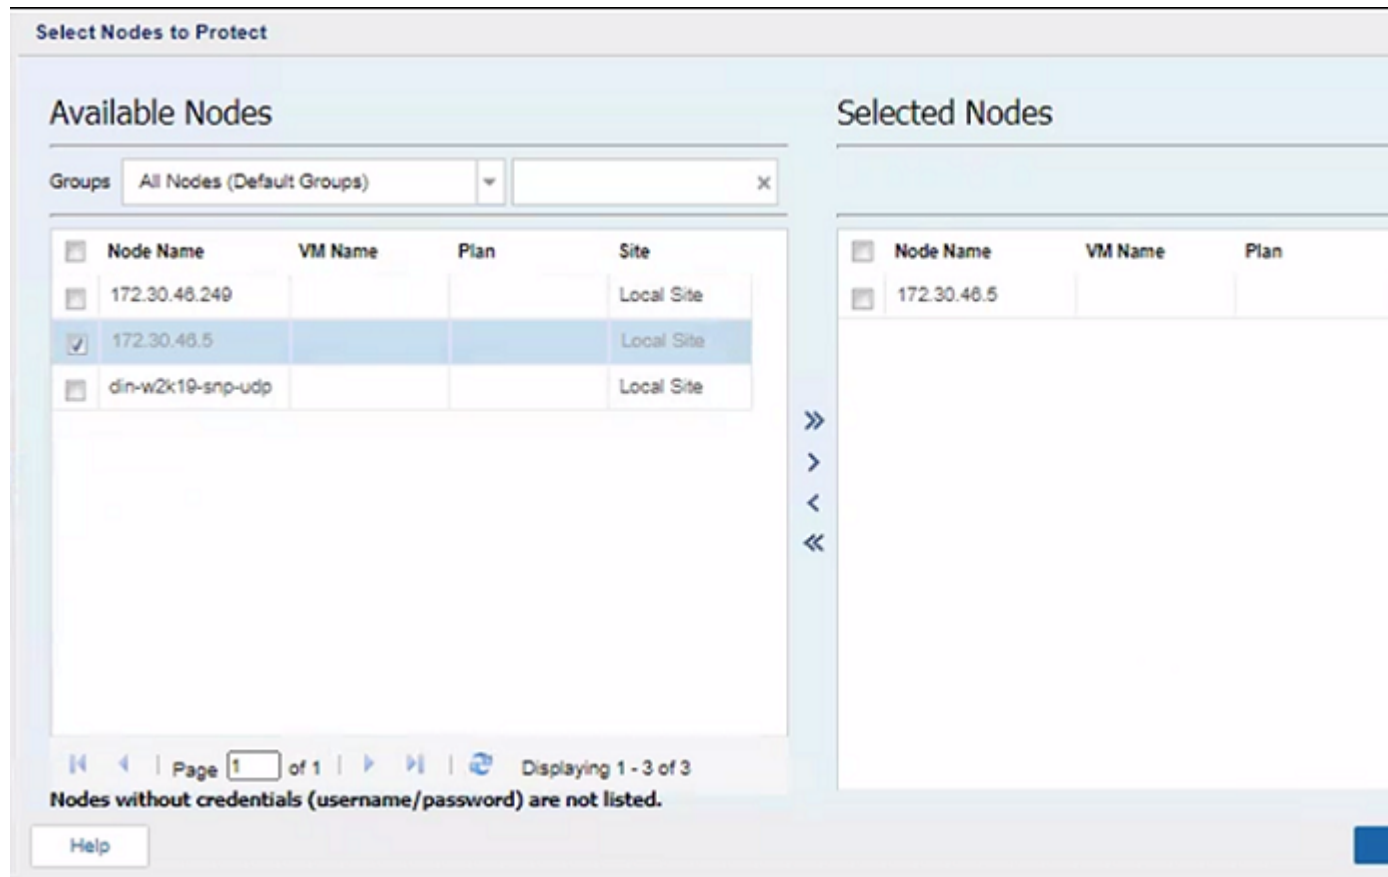 Select Nodes to Protect
Available Nodes
Groups All Nodes (Default Groups)
Node Name VM Name Plan Site
172.30.46.249 Local Site
172.30.46.5 Local Site
din-w2k19-snp-udp Local Site
Page 1 of 1 Displaying 1 - 3 of 3
Nodes without credentials (username/password) are not listed.
Help
Selected Nodes
Node Name VM Name Plan
172.30.46.5